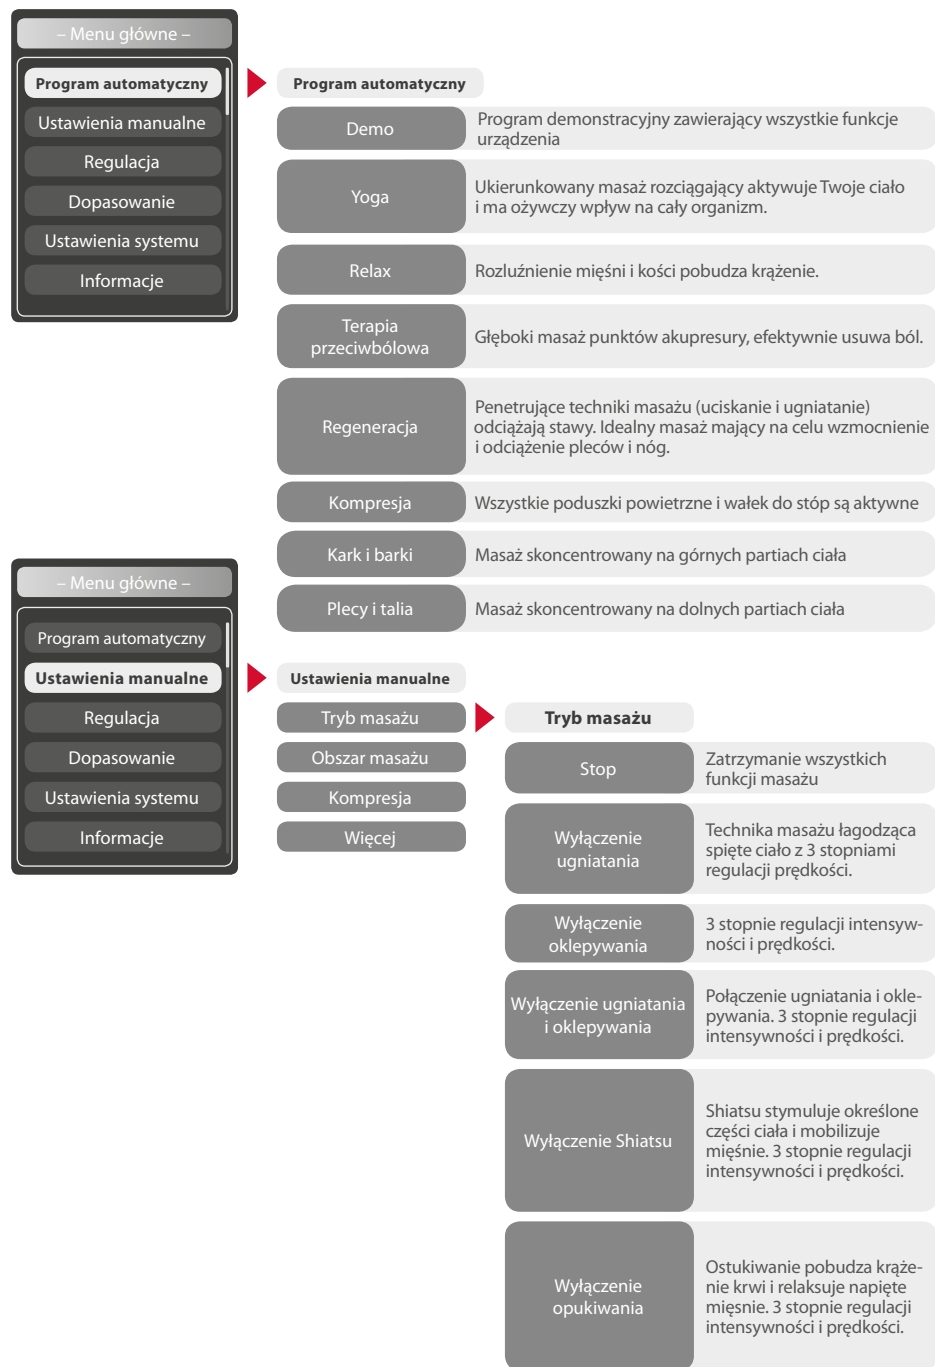 – Menu główne –
Program automatyczny
Ustawienia manualne
Regulacja
Dopasowanie
Ustawienia systemu
Informacje
Program automatyczny
Demo
Program demonstracyjny zawierający wszystkie funkcje
urządzenia
Yoga
Ukierunkowany masaż rozciągający aktywuje Twoje ciało
i ma ożywczy wpływ na cały organizm.
Relax
Rozluźnienie mięśni i kości pobudza krążenie.
Terapia
przeciwbólowa
Głęboki masaż punktów akupresury, efektywnie usuwa ból.
Regeneracja
Penetrujące techniki masażu (uciskanie i ugniatanie)
odciążają stawy. Idealny masaż mający na celu wzmocnienie
i odciążenie pleców i nóg.
Kompresja
Wszystkie poduszki powietrzne i wałek do stóp są aktywne
Kark i barki
Masaż skoncentrowany na górnych partiach ciała
Plecy i talia
Masaż skoncentrowany na dolnych partiach ciała
– Menu główne –
Program automatyczny
Ustawienia manualne
Regulacja
Dopasowanie
Ustawienia systemu
Informacje
Ustawienia manualne
Tryb masażu
Obszar masażu
Kompresja
Więcej
Tryb masażu
Stop
Zatrzymanie wszystkich
funkcji masażu
Wyłączenie
ugniatania
Technika masażu łagodząca
spięte ciało z 3 stopniami
regulacji prędkości.
Wyłączenie
oklepywania
3 stopnie regulacji intensyw-
ności i prędkości.
Wyłączenie ugniatania
i oklepywania
Połączenie ugniatania i okle-
pywania. 3 stopnie regulacji
intensywności i prędkości.
Wyłączenie Shiatsu
Shiatsu stymuluje określone
części ciała i mobilizuje
mięśnie. 3 stopnie regulacji
intensywności i prędkości.
Wyłączenie
opukiwania
Ostukiwanie pobudza krąże-
nie krwi i relaksuje napięte
mięsnie. 3 stopnie regulacji
intensywności i prędkości.